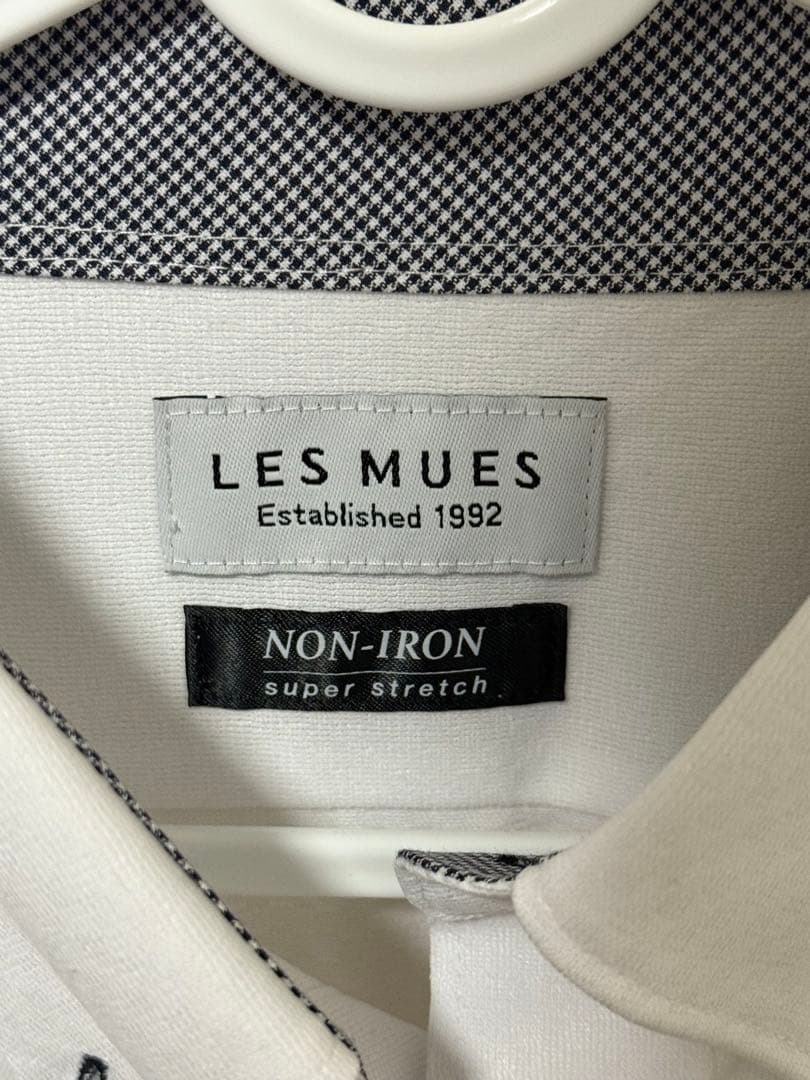 LES MUES
Established 1992
NON-IRON
super stretch